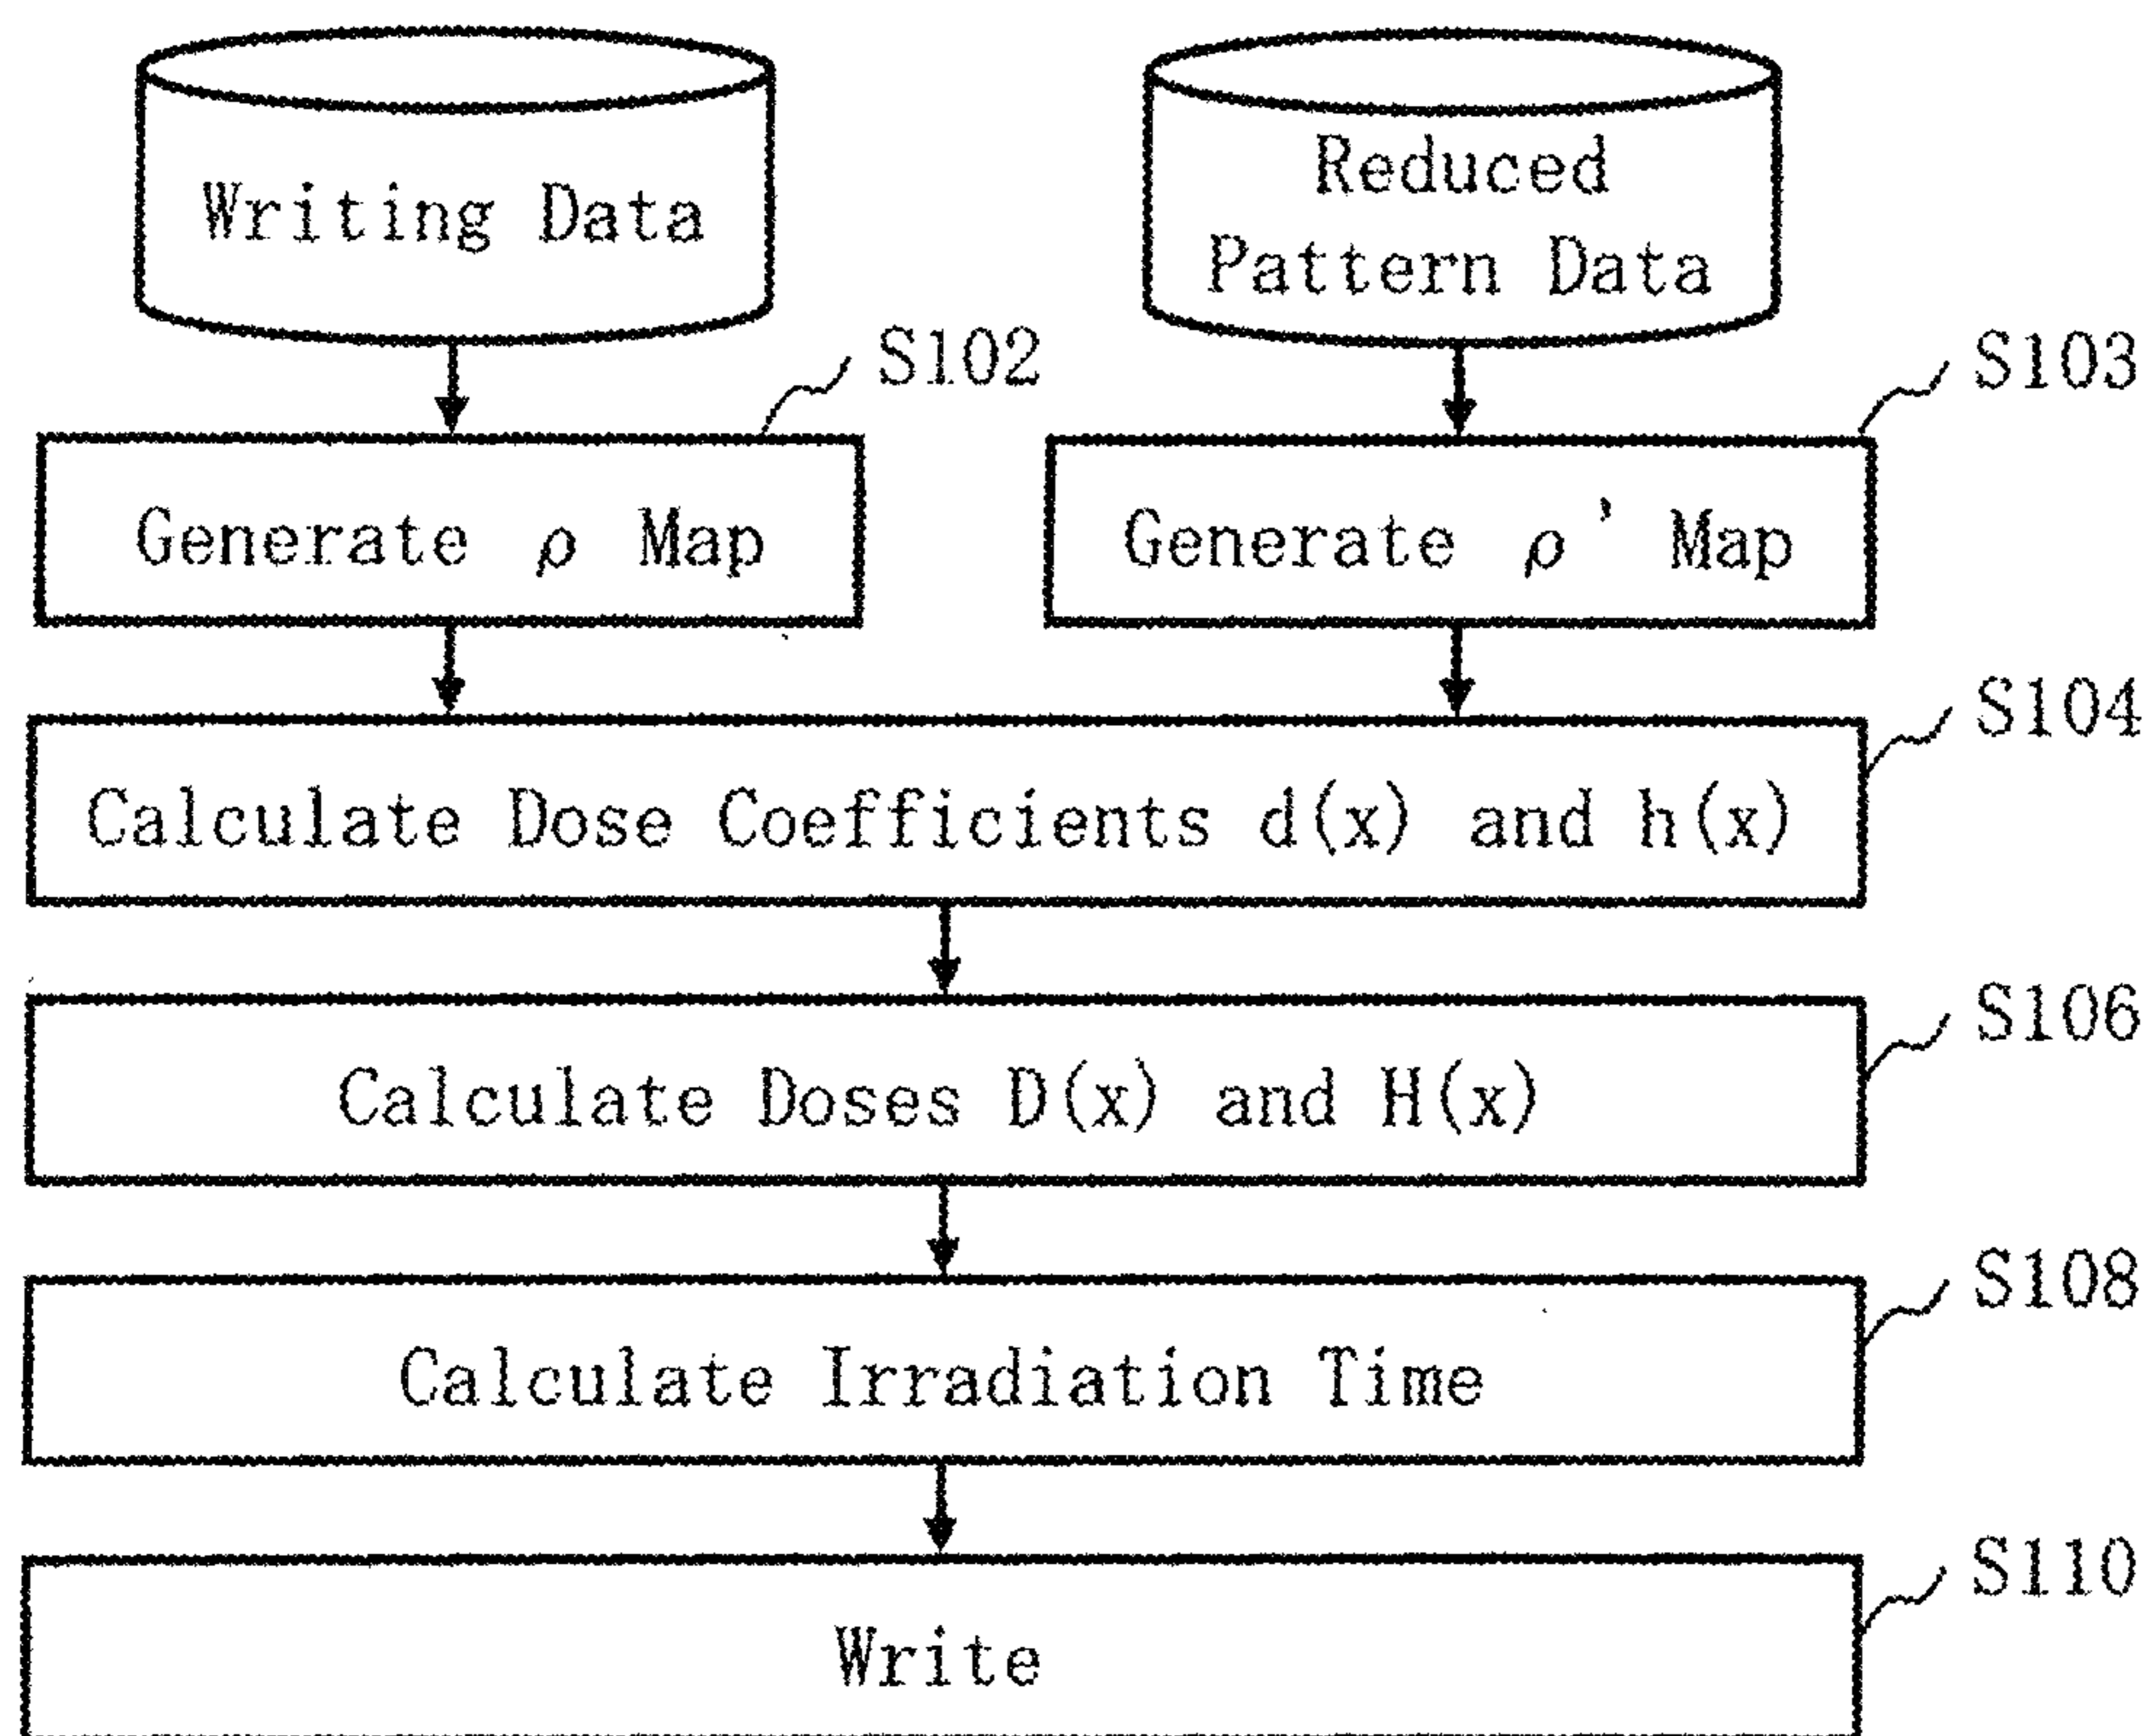 Writing Data
Reduced
Pattern Data
S102
S103
Generate ρ Map
Generate ρ' Map
S104
Calculate Dose Coefficients d(x) and h(x)
S106
Calculate Doses D(x) and H(x)
S108
Calculate Irradiation Time
S110
Write